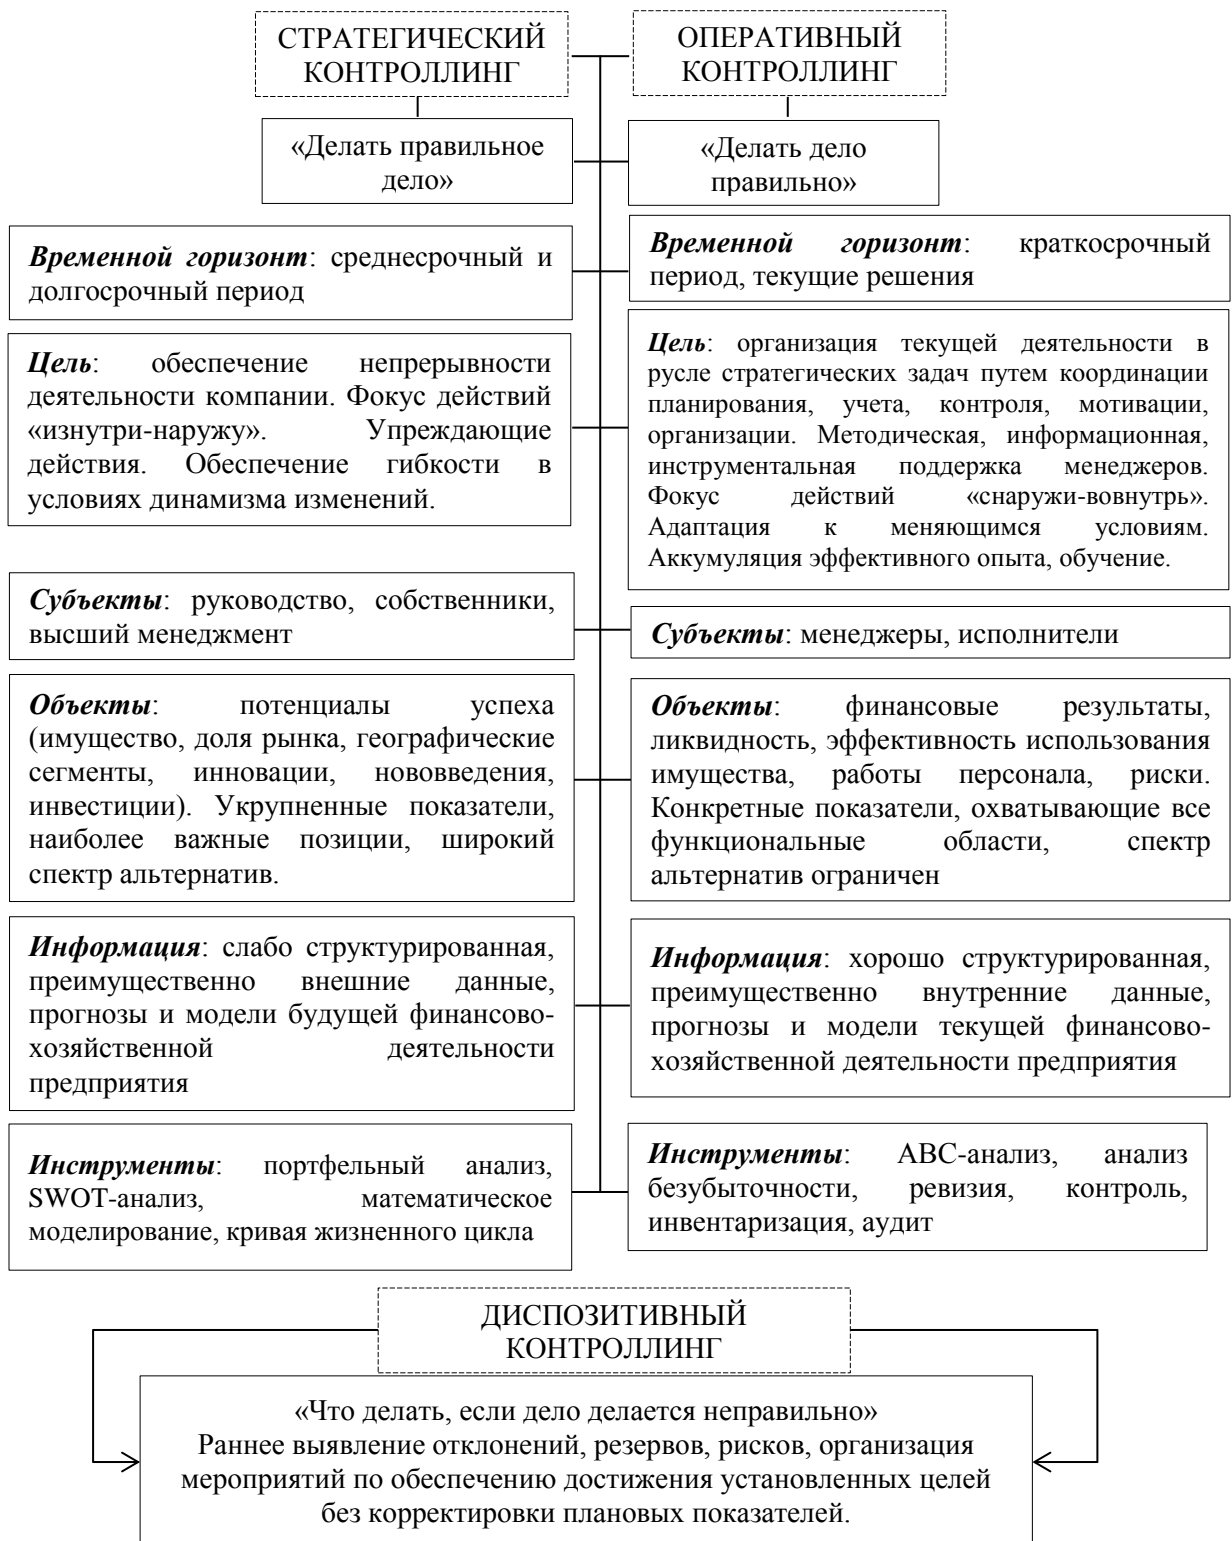 СТРАТЕГИЧЕСКИЙ
КОНТРОЛЛИНГ
ОПЕРАТИВНЫЙ
КОНТРОЛЛИНГ
«Делать правильное
дело»
«Делать дело
правильно»
Временной горизонт: среднесрочный и
долгосрочный период
Временной горизонт: краткосрочный
период, текущие решения
Цель: обеспечение непрерывности
деятельности компании. Фокус действий
«изнутри-наружу». Упреждающие
действия. Обеспечение гибкости в
условиях динамизма изменений.
Цель: организация текущей деятельности в
русле стратегических задач путем координации
планирования, учета, контроля, мотивации,
организации. Методическая, информационная,
инструментальная поддержка менеджеров.
Фокус действий «снаружи-вовнутрь».
Адаптация к меняющимся условиям.
Аккумуляция эффективного опыта, обучение.
Субъекты: руководство, собственники,
высший менеджмент
Субъекты: менеджеры, исполнители
Объекты: потенциалы успеха
(имущество, доля рынка, географические
сегменты, инновации, нововведения,
инвестиции). Укрупненные показатели,
наиболее важные позиции, широкий
спектр альтернатив.
Объекты: финансовые результаты,
ликвидность, эффективность использования
имущества, работы персонала, риски.
Конкретные показатели, охватывающие все
функциональные области, спектр
альтернатив ограничен
Информация: слабо структурированная,
преимущественно внешние данные,
прогнозы и модели будущей финансово-
хозяйственной деятельности
предприятия
Информация: хорошо структурированная,
преимущественно внутренние данные,
прогнозы и модели текущей финансово-
хозяйственной деятельности предприятия
Инструменты: портфельный анализ,
SWOT-анализ, математическое
моделирование, кривая жизненного цикла
Инструменты: АВС-анализ, анализ
безубыточности, ревизия, контроль,
инвентаризация, аудит
ДИСПОЗИТИВНЫЙ
КОНТРОЛЛИНГ
«Что делать, если дело делается неправильно»
Раннее выявление отклонений, резервов, рисков, организация
мероприятий по обеспечению достижения установленных целей
без корректировки плановых показателей.